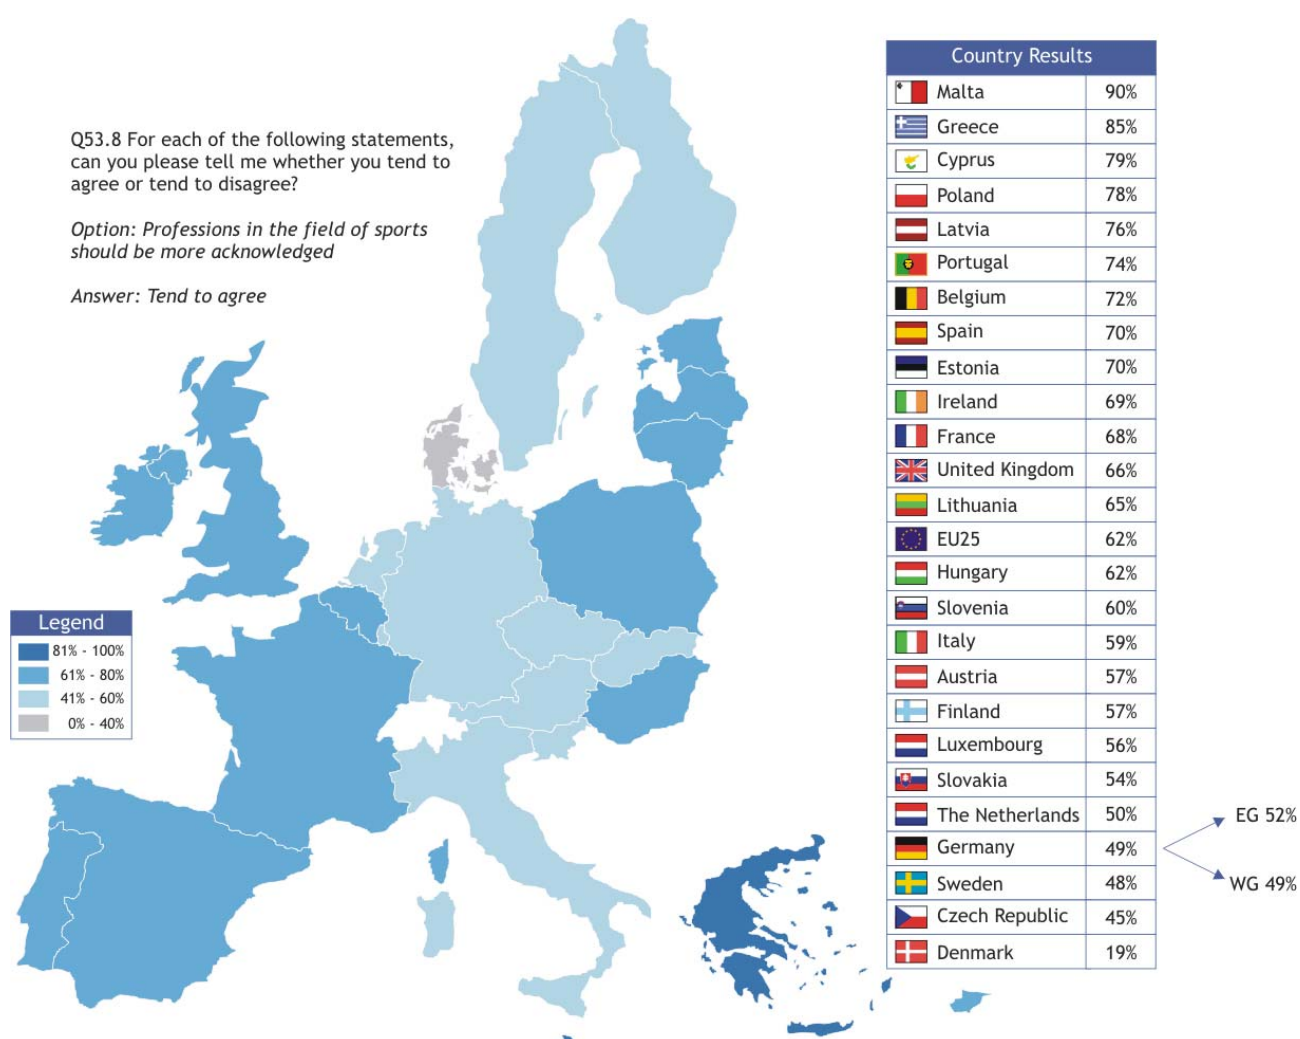 Q53.8 For each of the following statements,
can you please tell me whether you tend to
agree or tend to disagree?
Option: Professions in the field of sports
should be more acknowledged
Answer: Tend to agree
Legend
81% - 100%
61% - 80%
41% - 60%
0% - 40%
Country Results
Malta 90%
Greece 85%
Cyprus 79%
Poland 78%
Latvia 76%
Portugal 74%
Belgium 72%
Spain 70%
Estonia 70%
Ireland 69%
France 68%
United Kingdom 66%
Lithuania 65%
EU25 62%
Hungary 62%
Slovenia 60%
Italy 59%
Austria 57%
Finland 57%
Luxembourg 56%
Slovakia 54%
The Netherlands 50%
Germany 49%
Sweden 48%
Czech Republic 45%
Denmark 19%
EG 52%
WG 49%